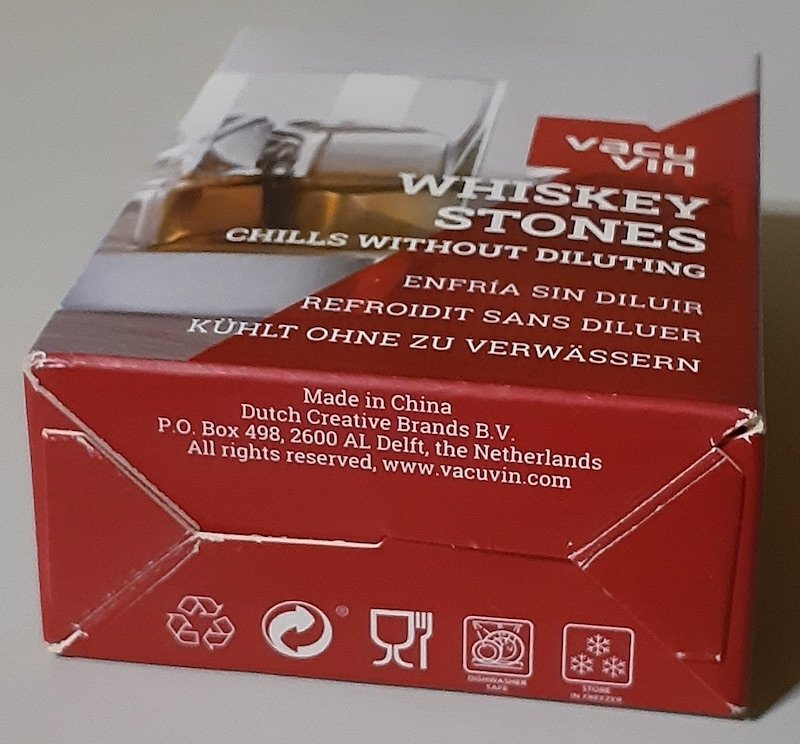 vacu
vin
WHISKEY
STONES
CHILLS WITHOUT DILUTING
ENFRÍA SIN DILUIR
REFROIDIT SANS DILUER
KÜHLT OHNE ZU VERWÄSSERN
Made in China
Dutch Creative Brands B.V.
P.O. Box 498, 2600 AL Delft, the Netherlands
All rights reserved, www.vacuvin.com
®
DISHWASHER
SAFE
STORE
IN FREEZER